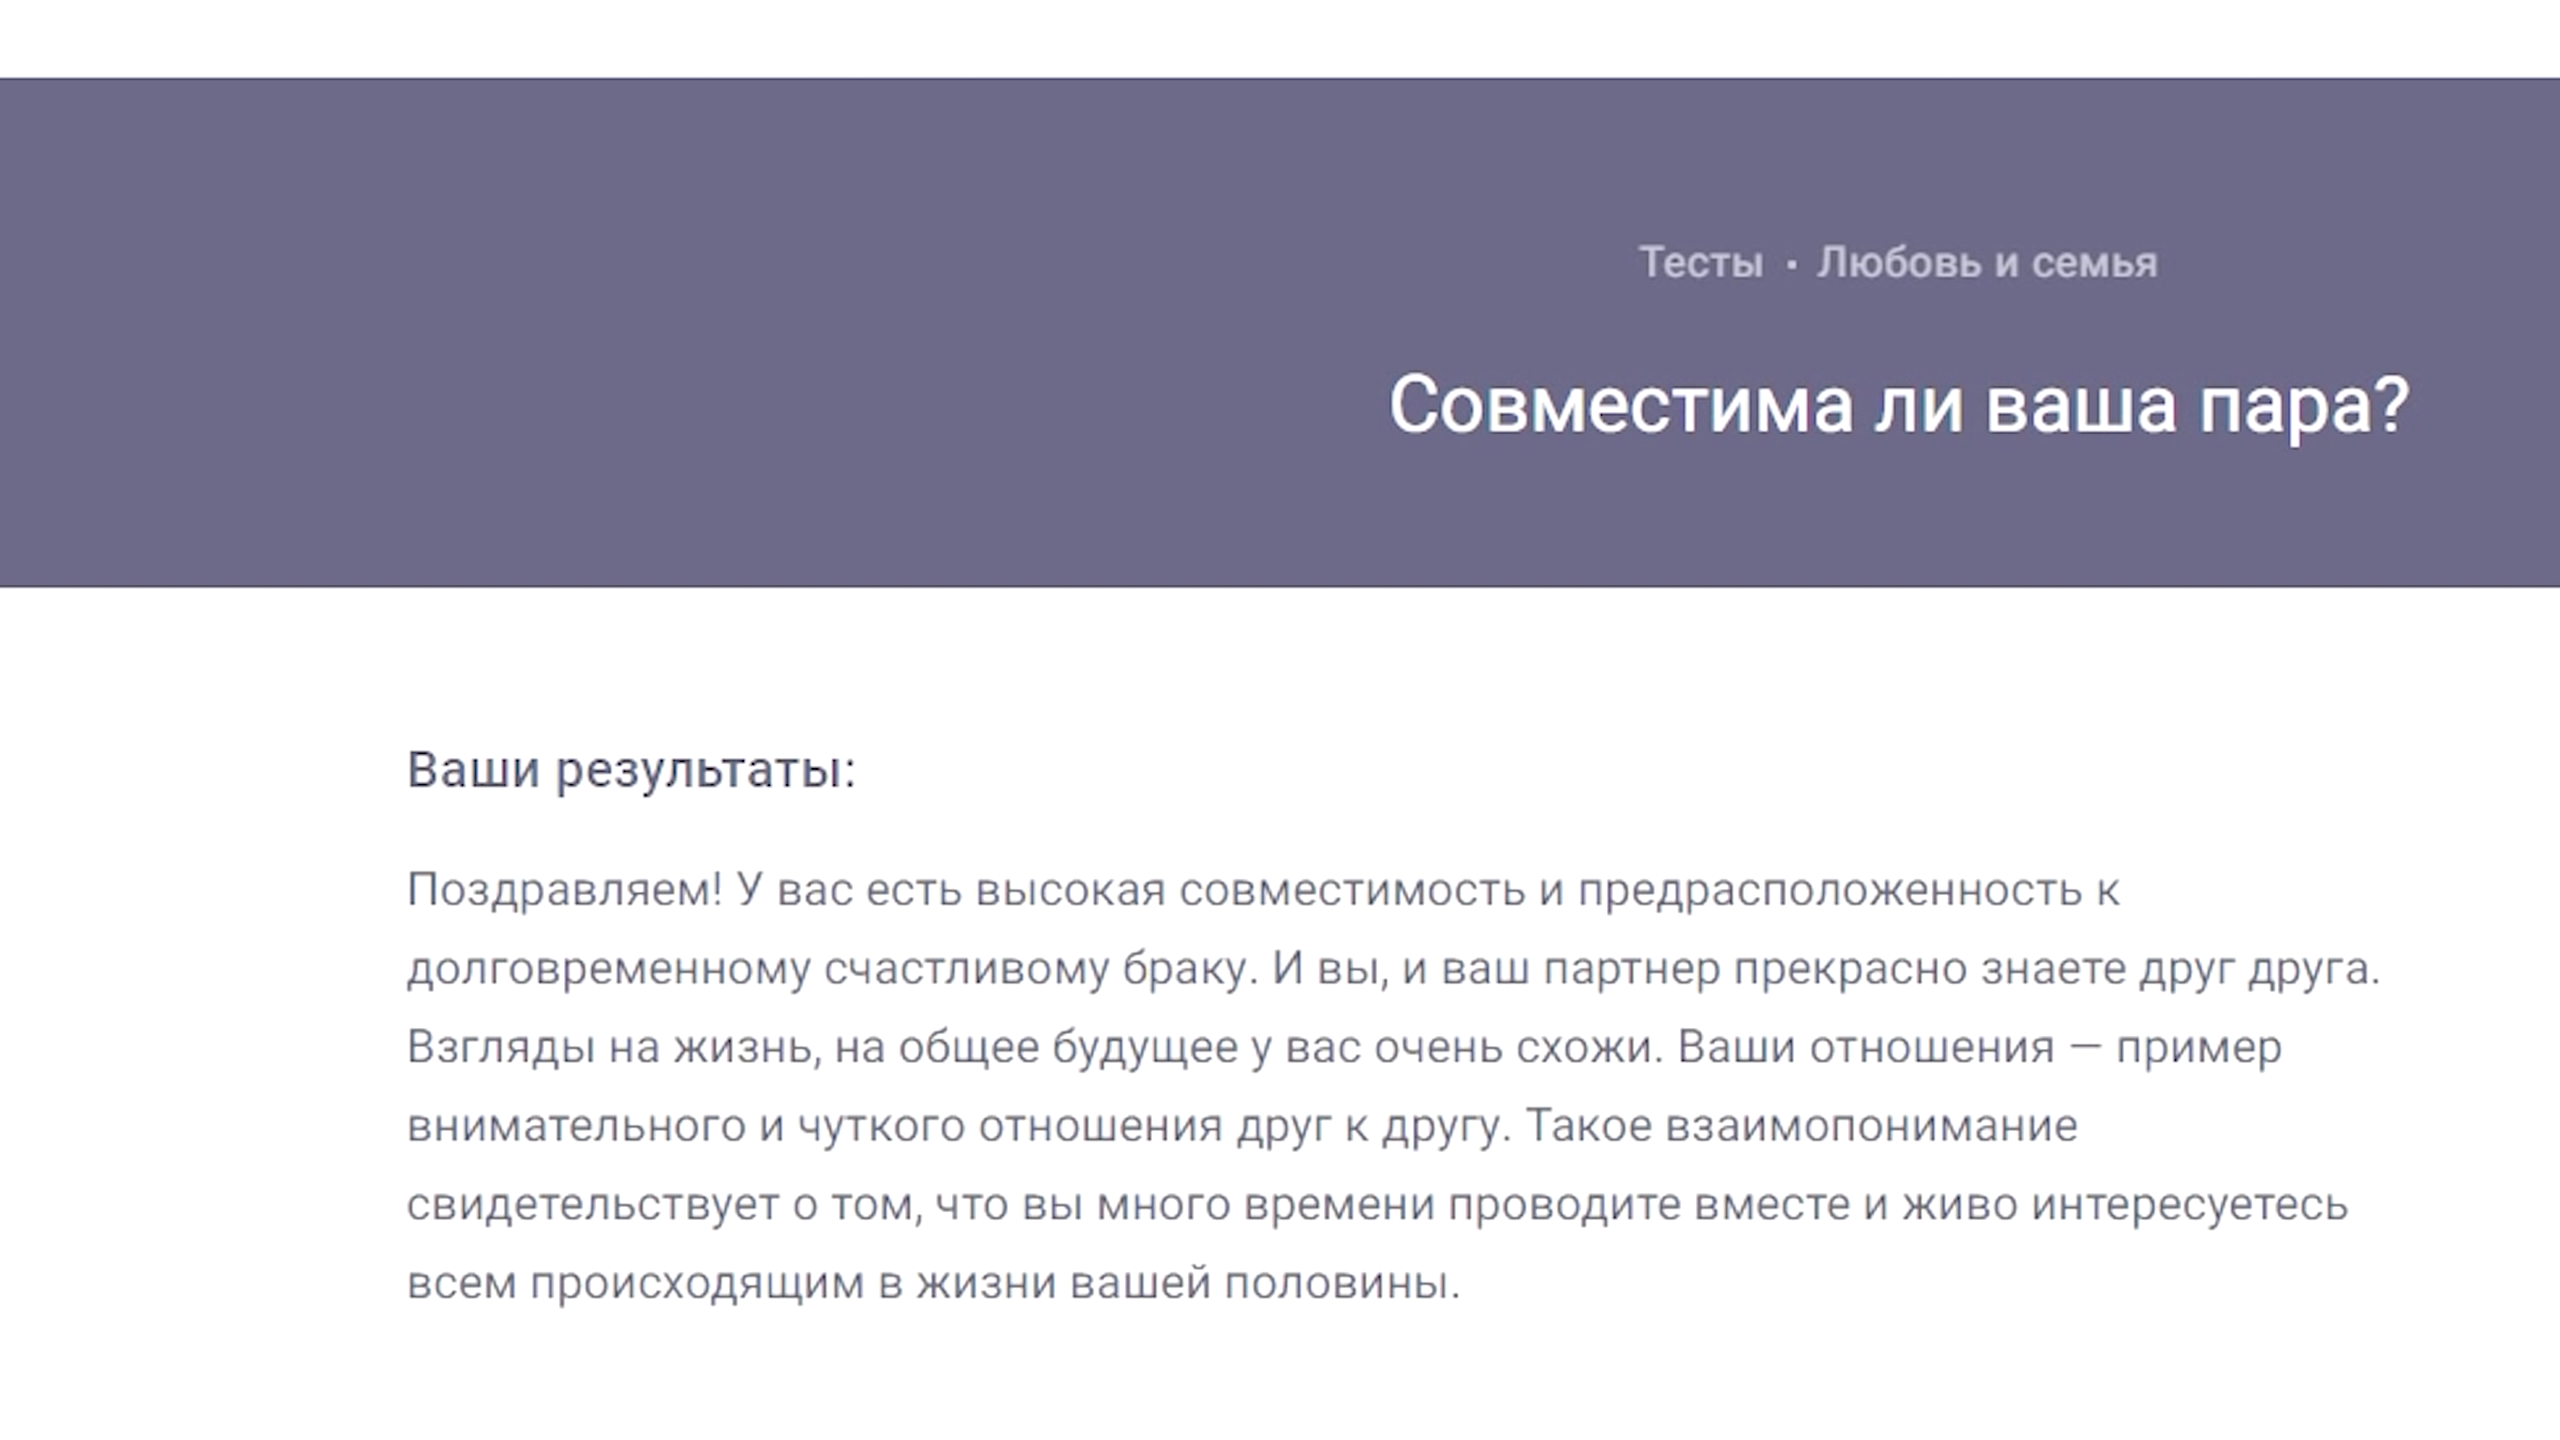 Тесты • Любовь и семья
Совместима ли ваша пара?
Ваши результаты:
Поздравляем! У вас есть высокая совместимость и предрасположенность к
долговременному счастливому браку. И вы, и ваш партнер прекрасно знаете друг друга.
Взгляды на жизнь, на общее будущее у вас очень схожи. Ваши отношения — пример
внимательного и чуткого отношения друг к другу. Такое взаимопонимание
свидетельствует о том, что вы много времени проводите вместе и живо интересуетесь
всем происходящим в жизни вашей половины.